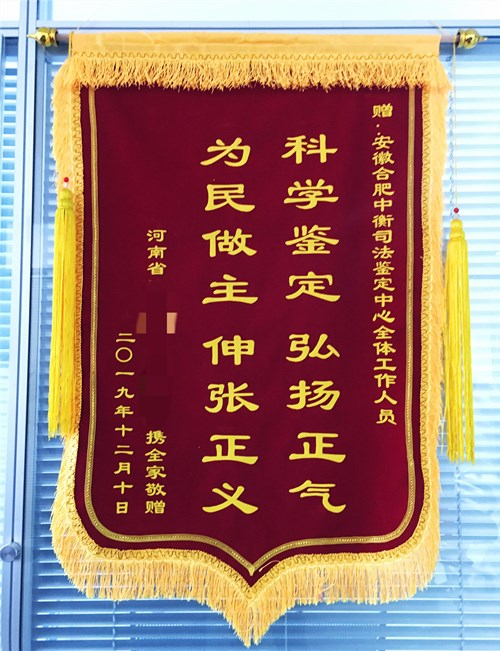 赠：安徽合肥中衡司法鉴定中心全体工作人员
科学鉴定 弘扬正气
为民做主 伸张正义
河南省 携全家敬赠
二〇一九年十二月十日